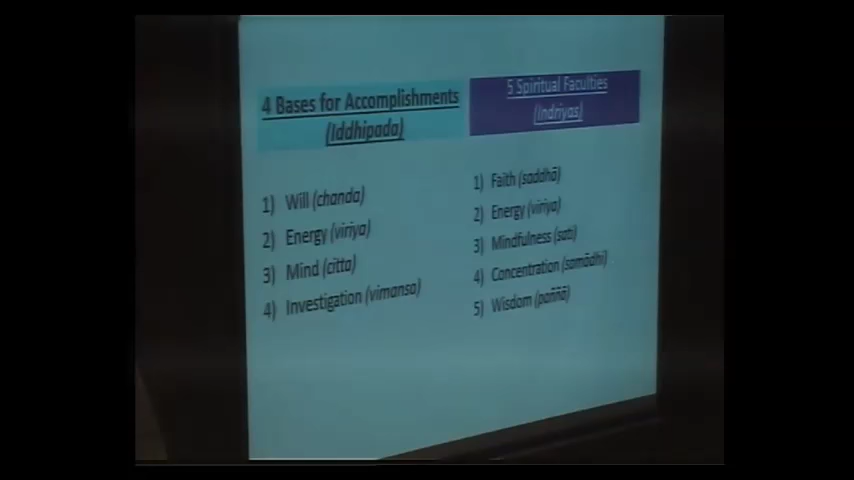 4 Bases for Accomplishments
(Iddhipada)
1) Will (chanda)
2) Energy (viriya)
3) Mind (citta)
4) Investigation (vimansa)
5 Spiritual Faculties
(Indriyas)
1) Faith (saddhā)
2) Energy (viriya)
3) Mindfulness (sati)
4) Concentration (samādhi)
5) Wisdom (paññā)